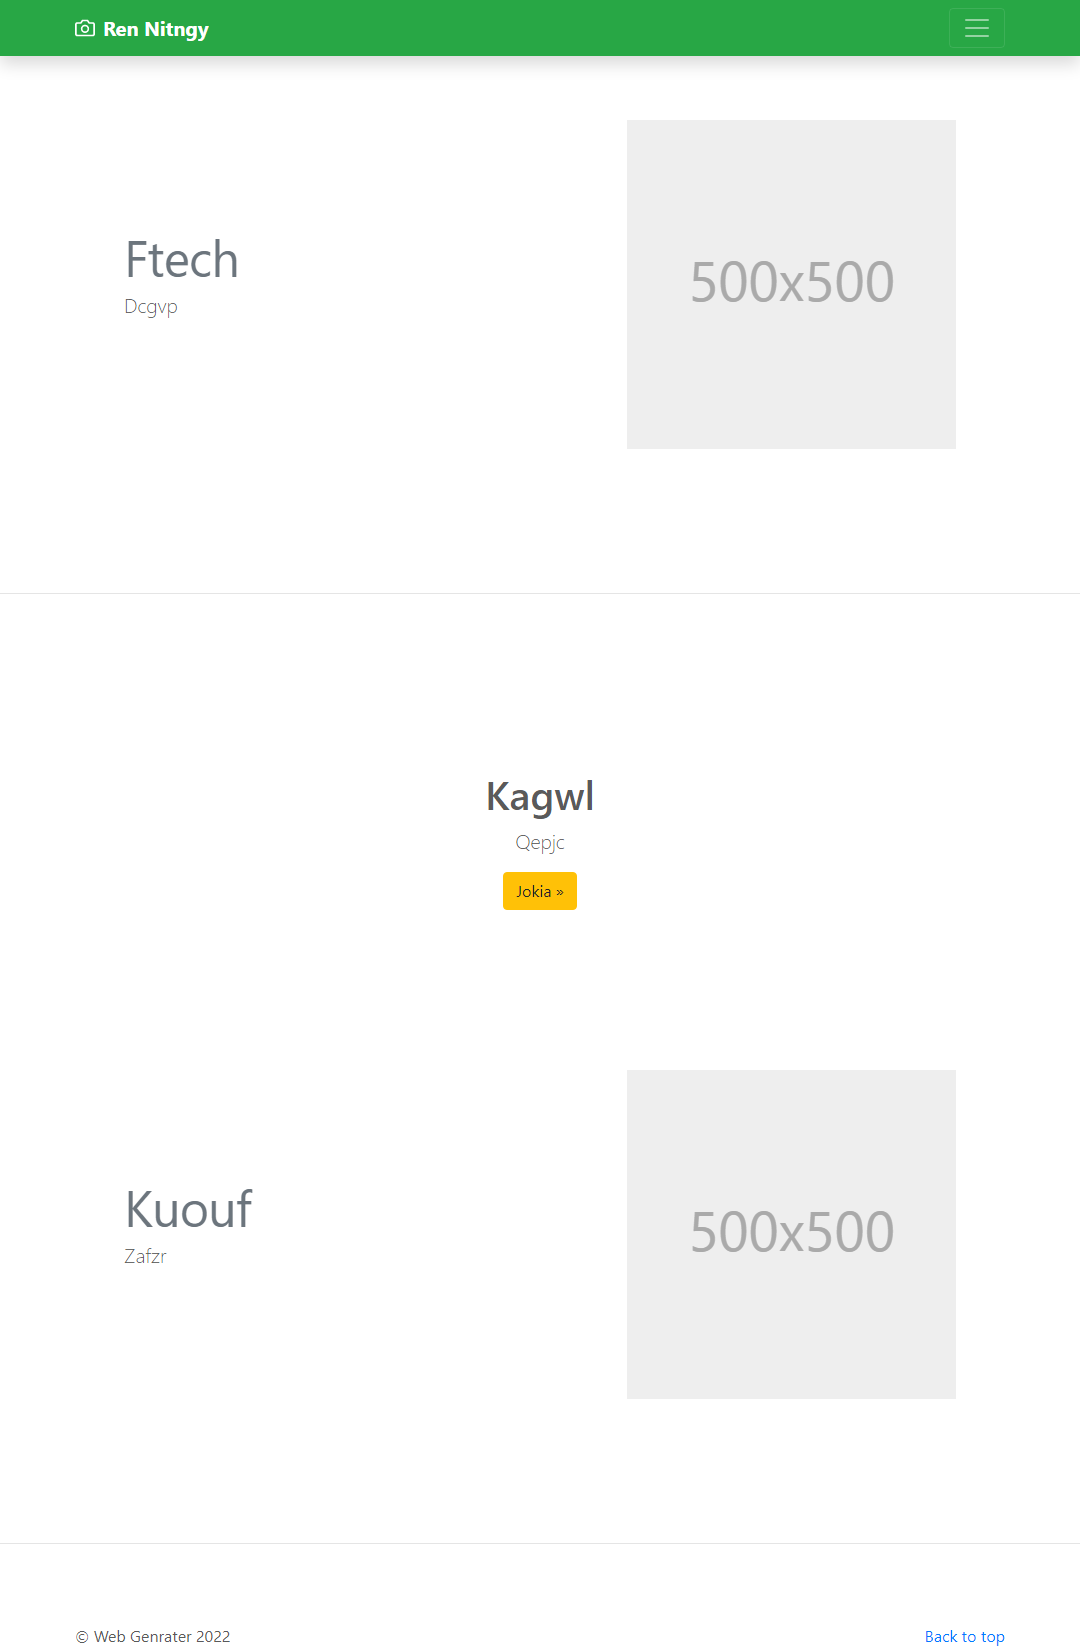 Ren Nitngy
Ftech
Dcgvp
500x500
Kagwl
Qepjc
Jokia »
Kuouf
Zafzr
500x500
© Web Genrater 2022
Back to top